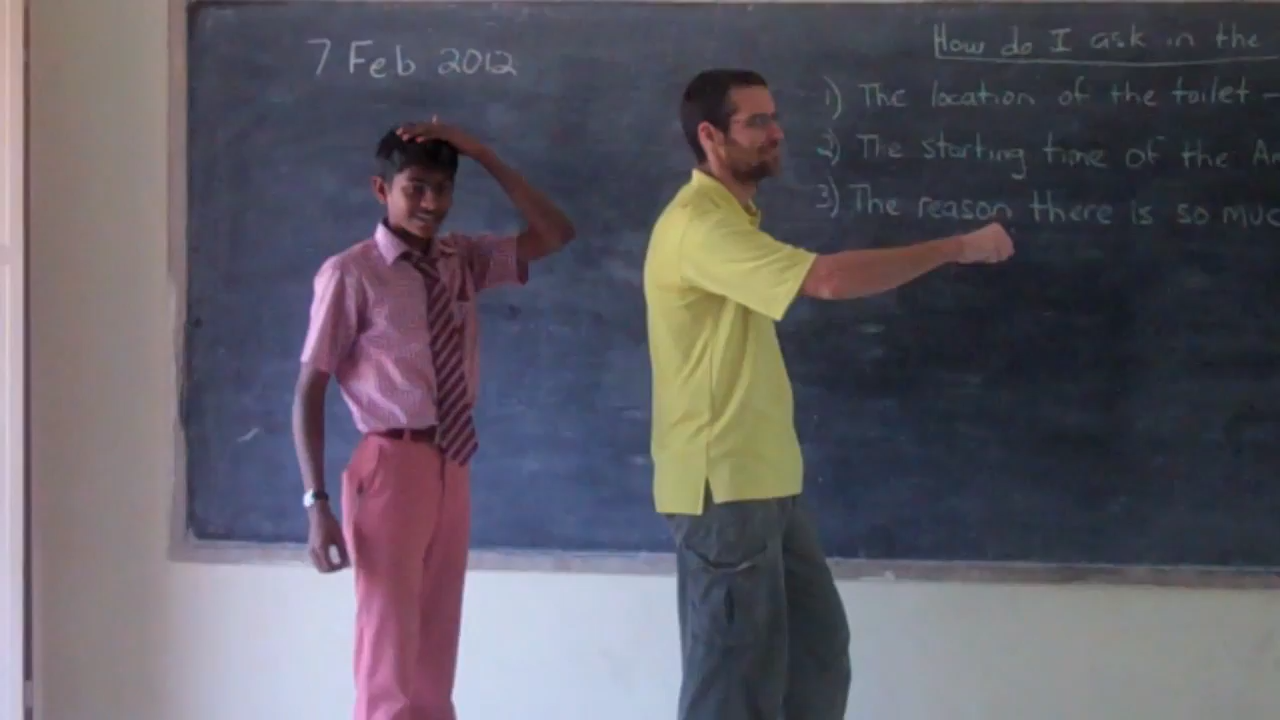 7 Feb 2012
How do I ask in the
1) The location of the toilet -
2) The starting time of the
3) The reason there is so